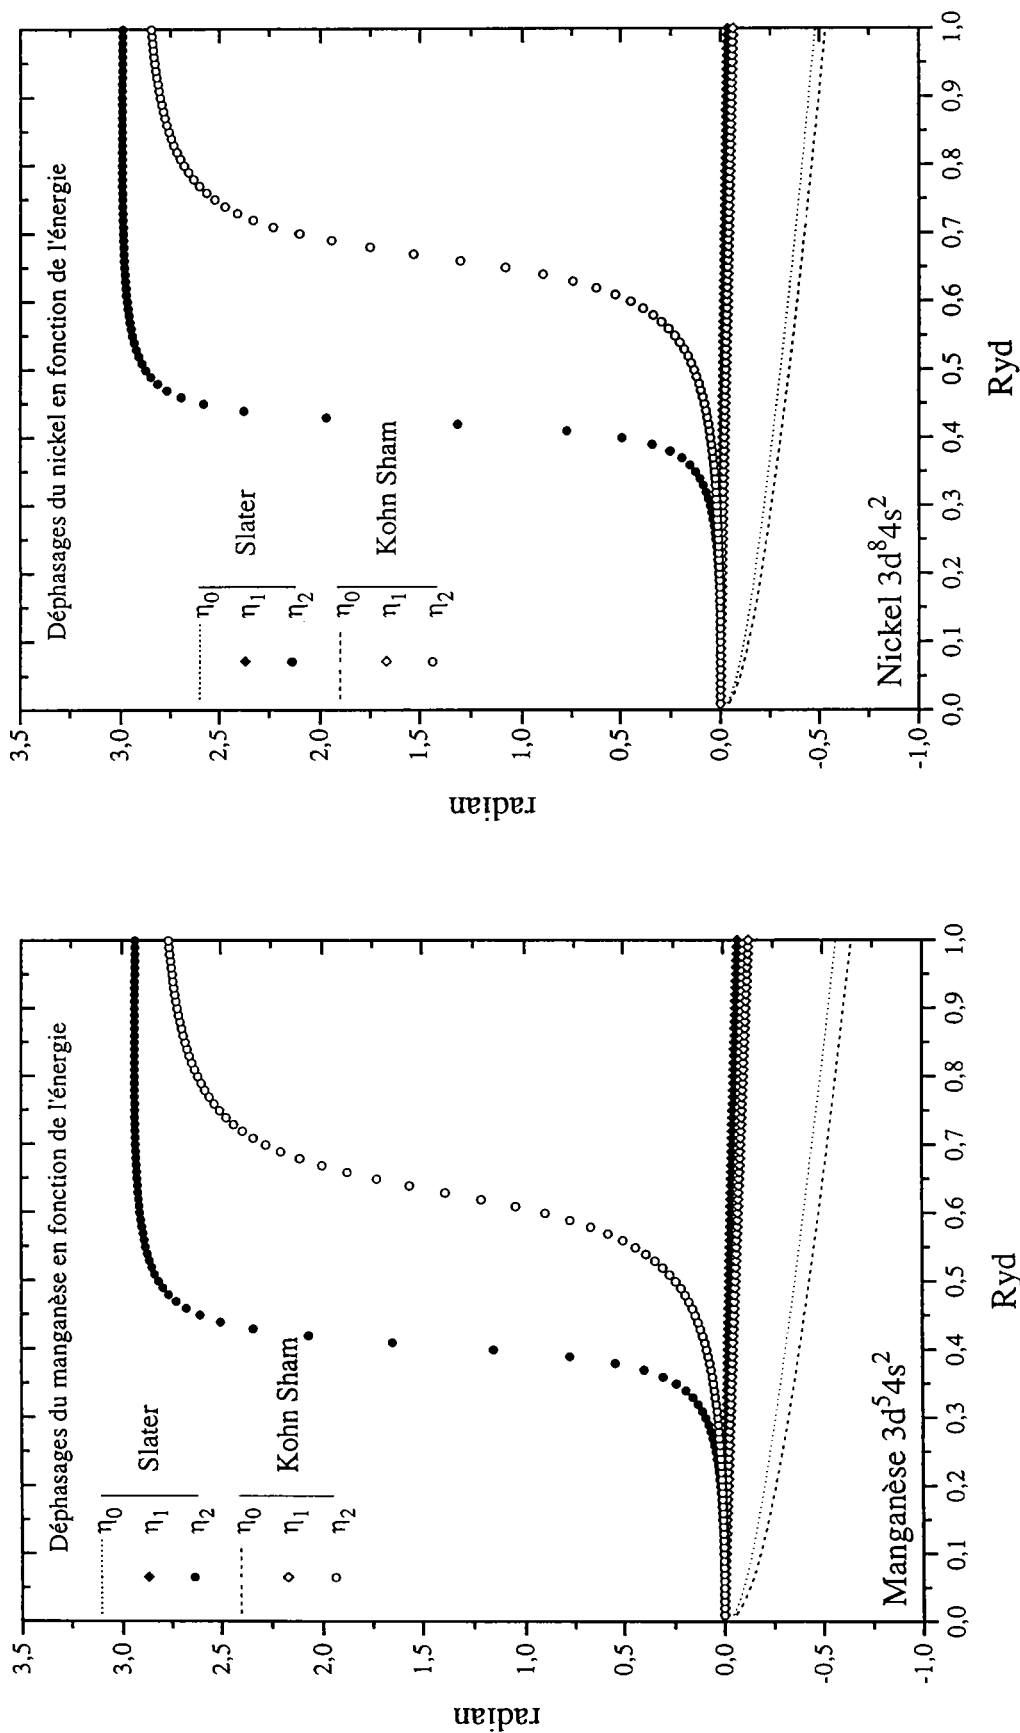 Déphasages du manganèse en fonction de l'énergie
η0
η1
η2
Slater
η0
η1
η2
Kohn Sham
Manganèse 3d⁵4s²
3,5
3,0
2,5
2,0
1,5
1,0
0,5
0,0
-0,5
-1,0
radian
0,0 0,1 0,2 0,3 0,4 0,5 0,6 0,7 0,8 0,9 1,0
Ryd
Déphasages du nickel en fonction de l'énergie
η0
η1
η2
Slater
η0
η1
η2
Kohn Sham
Nickel 3d⁸4s²
3,5
3,0
2,5
2,0
1,5
1,0
0,5
0,0
-0,5
-1,0
radian
0,0 0,1 0,2 0,3 0,4 0,5 0,6 0,7 0,8 0,9 1,0
Ryd